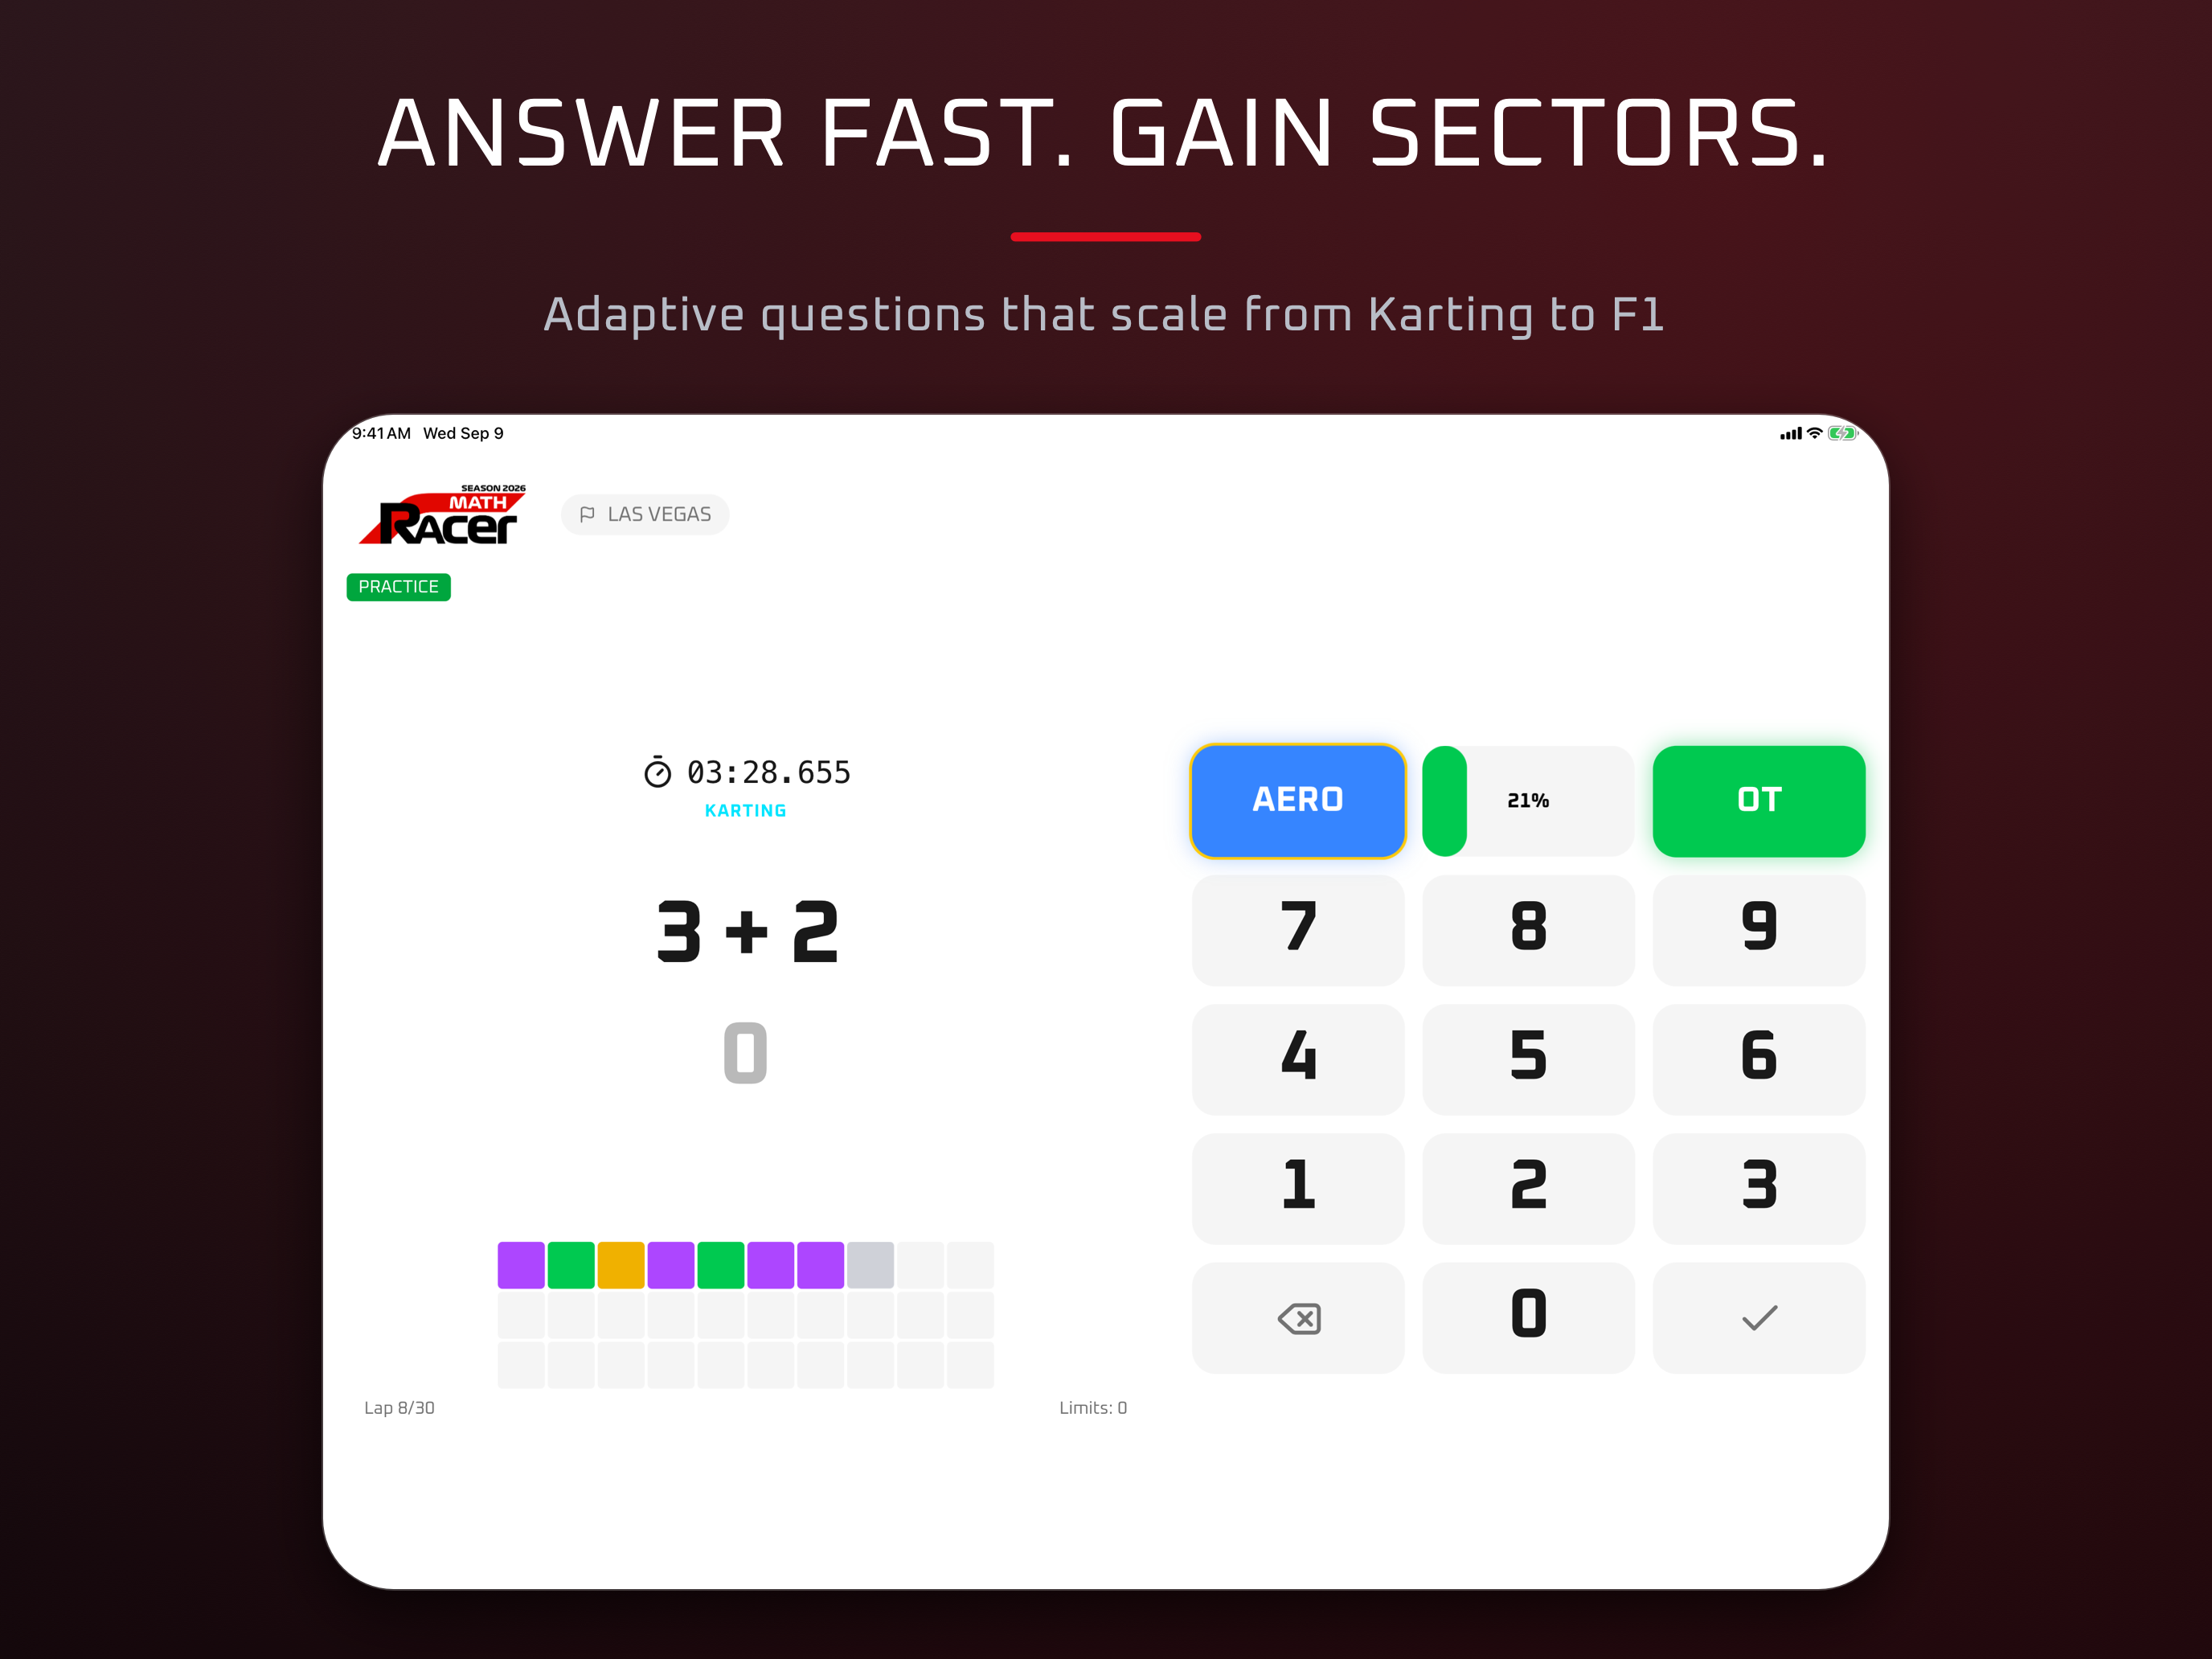 ANSWER FAST. GAIN SECTORS.
Adaptive questions that scale from Karting to F1
9:41 AM Wed Sep 9
SEASON 2026
MATH
RACer
LAS VEGAS
PRACTICE
03:28.655
KARTING
3 + 2
0
Lap 8/30
Limits: 0
AERO 21% OT
7 8 9
4 5 6
1 2 3
0